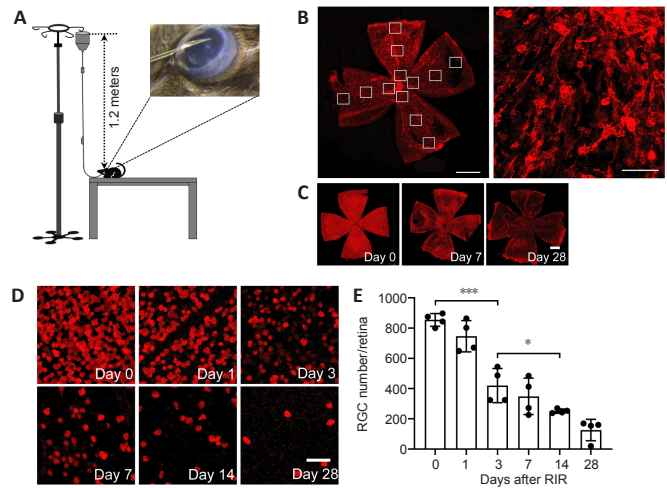 A
1.2 meters
B
C
Day 0
Day 7
Day 28
D
Day 0
Day 1
Day 3
Day 7
Day 14
Day 28
E
RGC number/retina
1000
800
600
400
200
0
***
*
0 1 3 7 14 28
Days after RIR